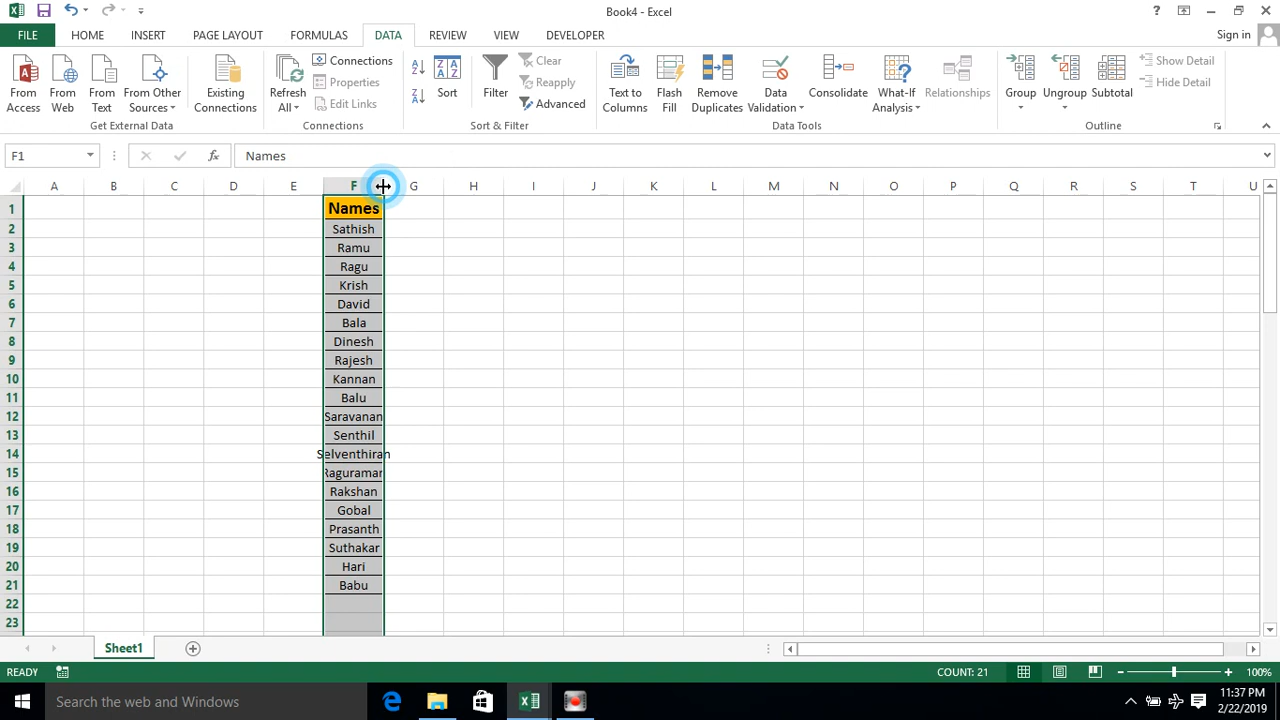 Book4 - Excel
FILE HOME INSERT PAGE LAYOUT FORMULAS DATA REVIEW VIEW DEVELOPER Sign in
From Access
From Web
From Text
From Other Sources
Existing Connections
Get External Data
Refresh All
Connections
Properties
Edit Links
Connections
Sort
Filter
Clear
Reapply
Advanced
Sort & Filter
Text to Columns
Flash Fill
Remove Duplicates
Data Validation
Consolidate
What-If Analysis
Relationships
Data Tools
Group
Ungroup
Subtotal
Show Detail
Hide Detail
Outline
F1 fx Names
A B C D E F G H I J K L M N O P Q R S T U
1 Names
2 Sathish
3 Ramu
4 Ragu
5 Krish
6 David
7 Bala
8 Dinesh
9 Rajesh
10 Kannan
11 Balu
12 Saravanan
13 Senthil
14 Selventhiran
15 Raguraman
16 Rakshan
17 Gobal
18 Prasanth
19 Suthakar
20 Hari
21 Babu
22
23
Sheet1
READY COUNT: 21 100%
Search the web and Windows
11:37 PM
2/22/2019